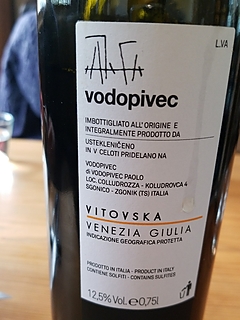 L.VA
vodopivec
IMBOTTIGLIATO ALL'ORIGINE E
INTEGRALMENTE PRODOTTO DA
USTEKLENIČENO
IN V CELOTI PRIDELANO NA
VODOPIVEC
di VODOPIVEC PAOLO
LOC. COLLUDROZZA - KOLUDROVCA 4
SGONICO - ZGONIK (TS) ITALIA
VITOVSKA
VENEZIA GIULIA
INDICAZIONE GEOGRAFICA PROTETTA
PRODOTTO IN ITALIA - PRODUCT IN ITALY
CONTIENE SOLFITI - CONTAINS SULFITES
12,5% Vol. e 0,75L